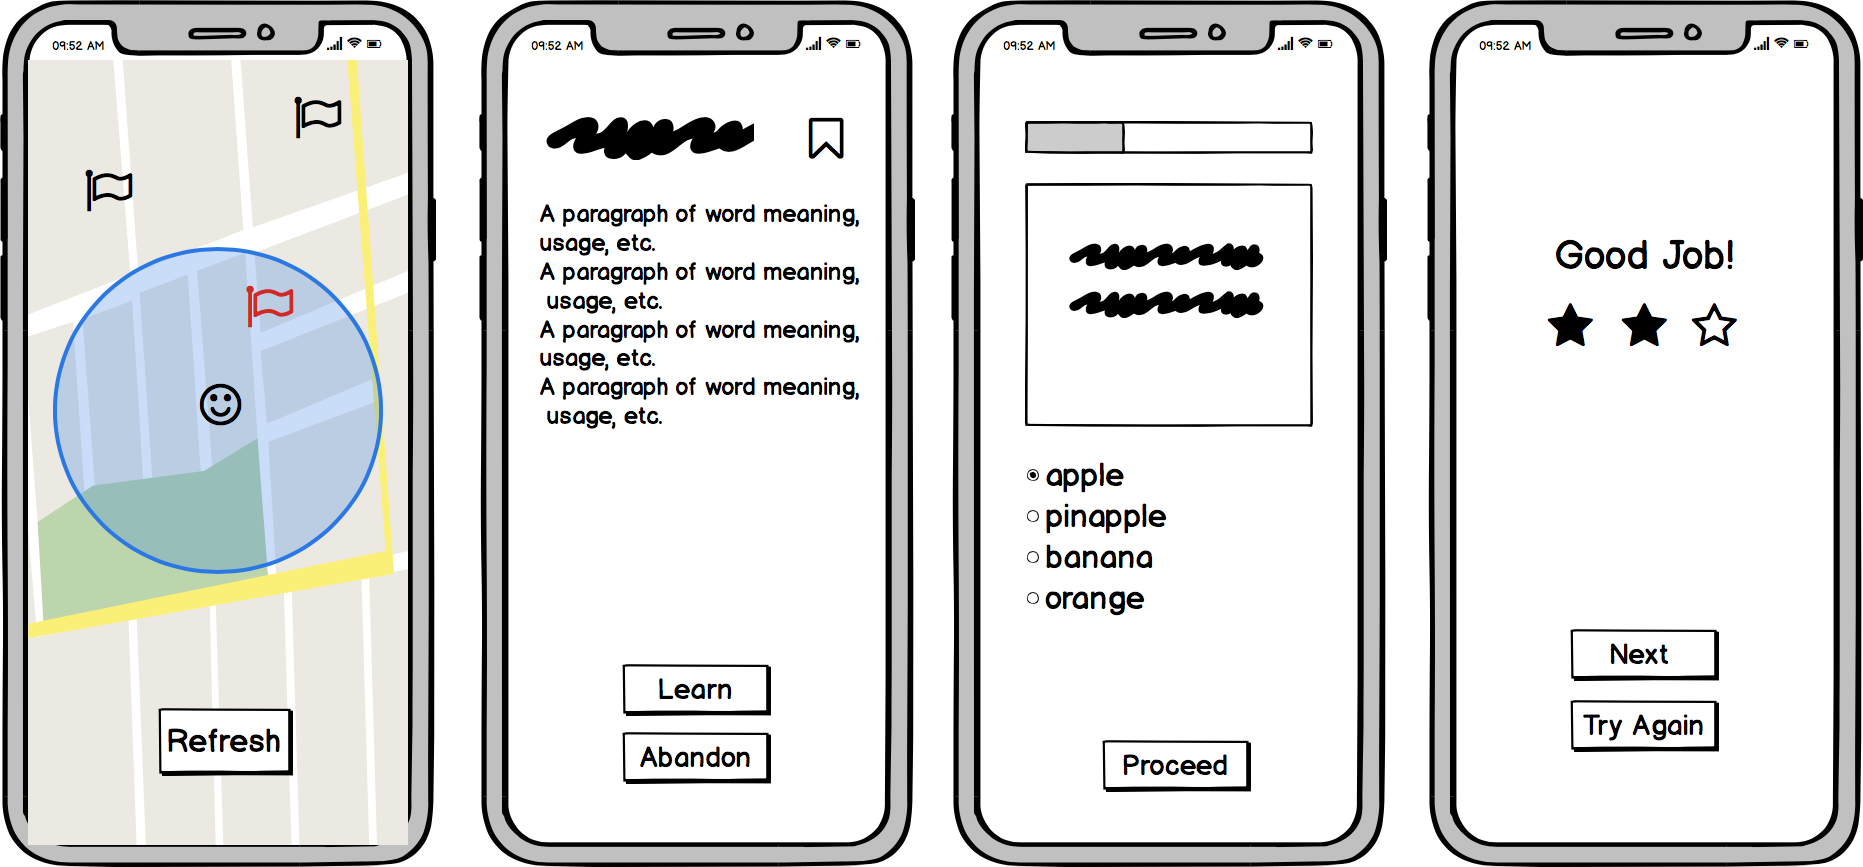 09:52 AM
Refresh
09:52 AM
A paragraph of word meaning,
usage, etc.
A paragraph of word meaning,
usage, etc.
A paragraph of word meaning,
usage, etc.
A paragraph of word meaning,
usage, etc.
Learn
Abandon
09:52 AM
apple
pinapple
banana
orange
Proceed
09:52 AM
Good Job!
Next
Try Again